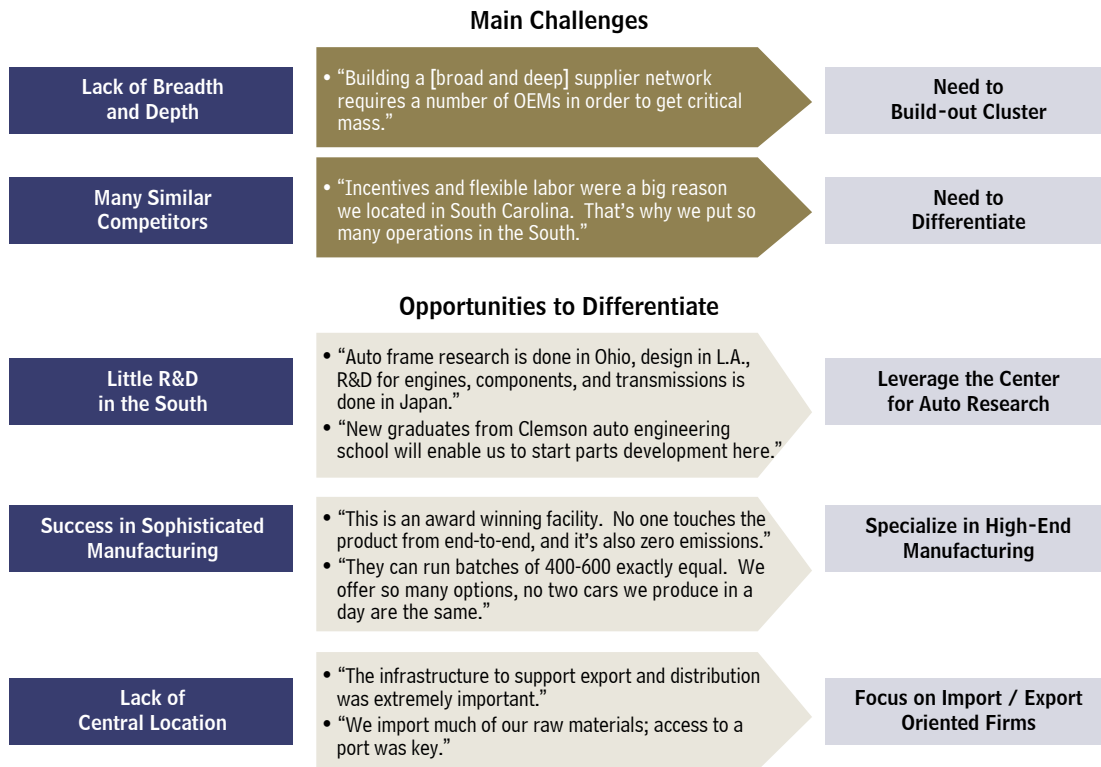 Main Challenges
Lack of Breadth
and Depth
• “Building a [broad and deep] supplier network
requires a number of OEMs in order to get critical
mass.”
Need to
Build-out Cluster
Many Similar
Competitors
• “Incentives and flexible labor were a big reason
we located in South Carolina.  That’s why we put so
many operations in the South.”
Need to
Differentiate
Opportunities to Differentiate
Little R&D
in the South
• “Auto frame research is done in Ohio, design in L.A.,
R&D for engines, components, and transmissions is
done in Japan.”
• “New graduates from Clemson auto engineering
school will enable us to start parts development here.”
Leverage the Center
for Auto Research
Success in Sophisticated
Manufacturing
• “This is an award winning facility.  No one touches the
product from end-to-end, and it’s also zero emissions.”
• “They can run batches of 400-600 exactly equal.  We
offer so many options, no two cars we produce in a
day are the same.”
Specialize in High-End
Manufacturing
Lack of
Central Location
• “The infrastructure to support export and distribution
was extremely important.”
• “We import much of our raw materials; access to a
port was key.”
Focus on Import / Export
Oriented Firms